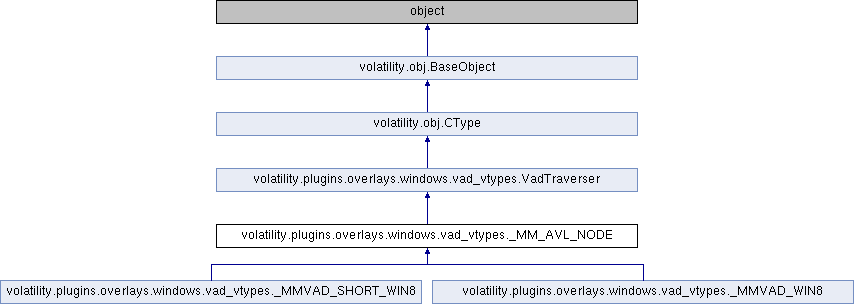 object
volatility.obj.BaseObject
volatility.obj.CType
volatility.plugins.overlays.windows.vad_vtypes.VadTraverser
volatility.plugins.overlays.windows.vad_vtypes._MM_AVL_NODE
volatility.plugins.overlays.windows.vad_vtypes._MMVAD_SHORT_WIN8
volatility.plugins.overlays.windows.vad_vtypes._MMVAD_WIN8